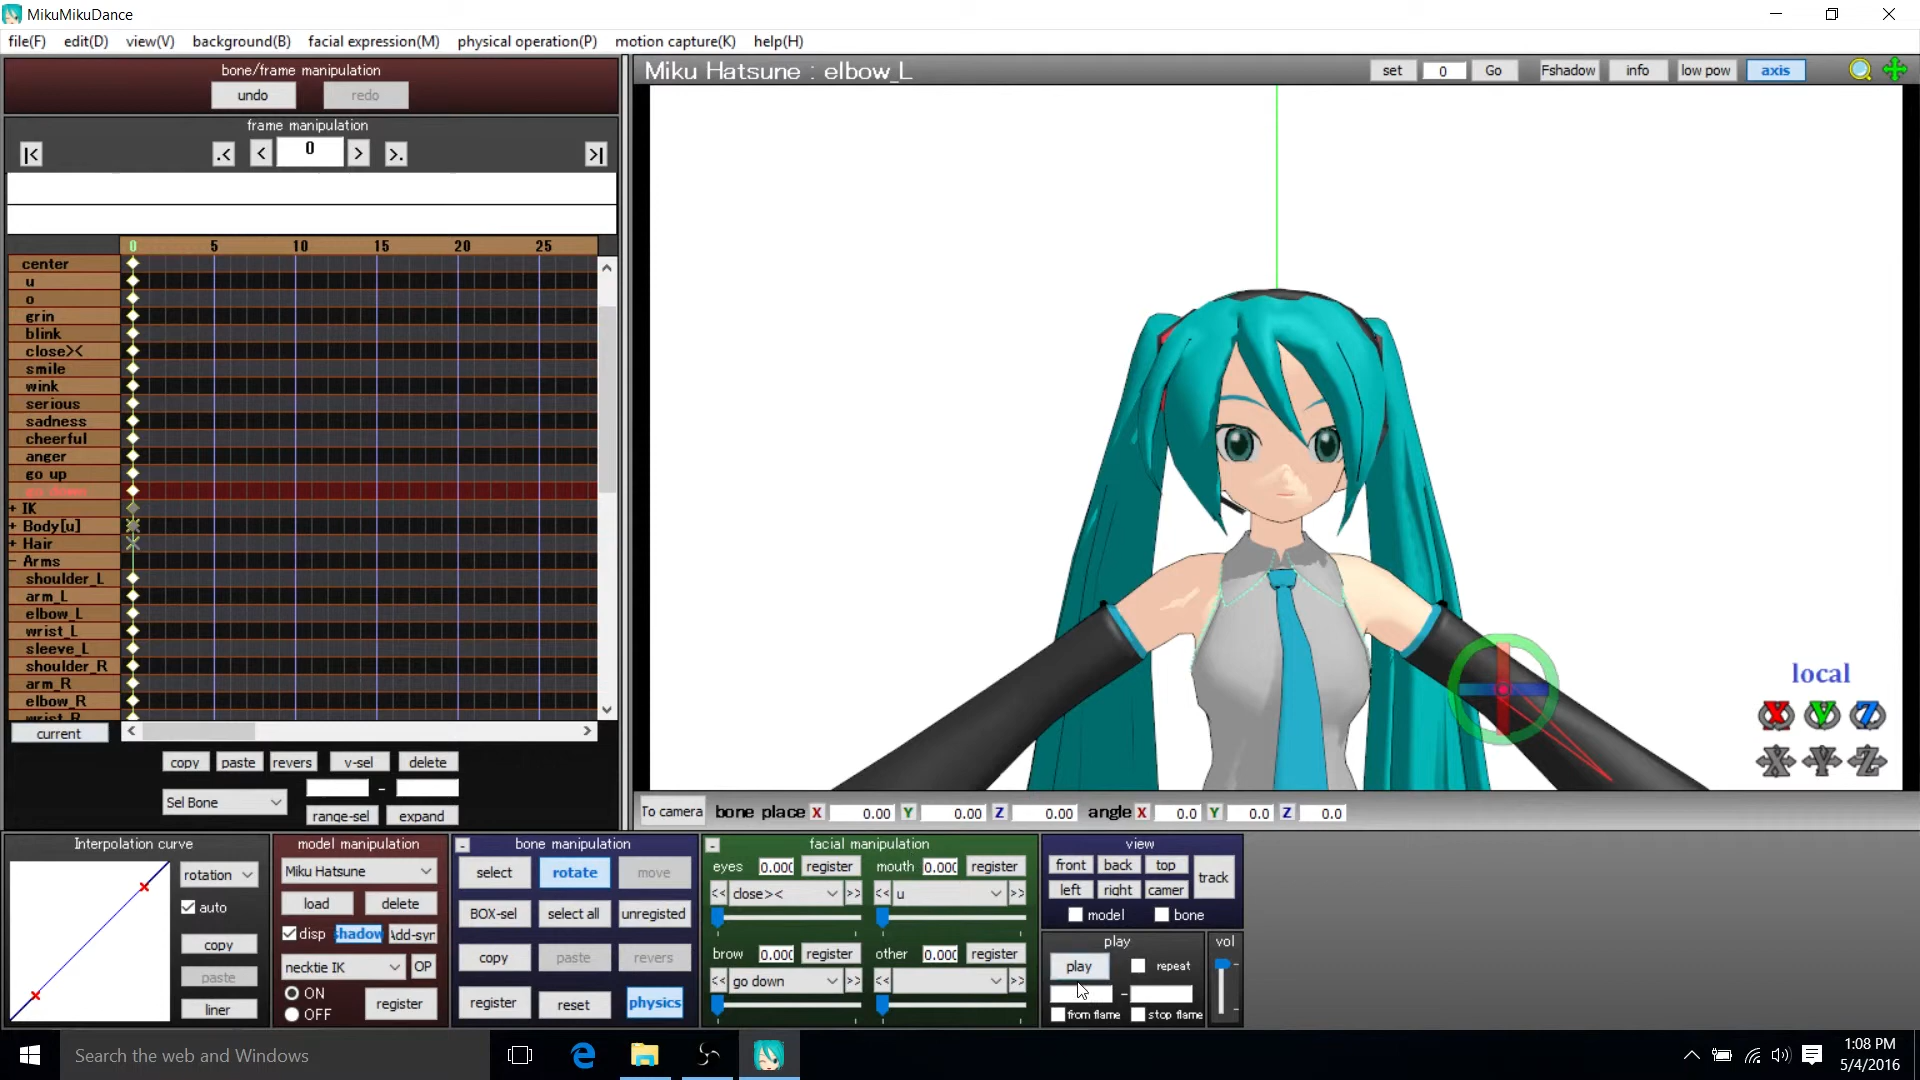 MikuMikuDance
file(F) edit(D) view(V) background(B) facial expression(M) physical operation(P) motion capture(K) help(H)
bone/frame manipulation
undo redo
frame manipulation
|< .< < 0 > >. >|
0 5 10 15 20 25
center
u
o
grin
blink
close><
smile
wink
serious
sadness
cheerful
anger
go up
go down
+ IK
+ Body[u]
+ Hair
- Arms
shoulder_L
arm_L
elbow_L
wrist_L
sleeve_L
shoulder_R
arm_R
elbow_R
wrist_R
current
copy paste revers v-sel delete
Sel Bone
-
range-sel expand
Miku Hatsune : elbow_L
set 0 Go Fshadow info low pow axis
local
X Y Z
X Y Z
To camera bone place X 0.00 Y 0.00 Z 0.00 angle X 0.0 Y 0.0 Z 0.0
Interpolation curve
rotation
auto
copy
paste
liner
model manipulation
Miku Hatsune
load delete
disp shadow Add-syn
necktie IK OP
ON
OFF
register
- bone manipulation
select rotate move
BOX-sel select all unregisted
copy paste revers
register reset physics
- facial manipulation
eyes 0.000 register mouth 0.000 register
<< close>< >> << u >>
brow 0.000 register other 0.000 register
<< go down >> << >>
view
front back top
left right camer
track
model bone
play
play repeat
-
from flame stop flame
vol
Search the web and Windows
1:08 PM
5/4/2016